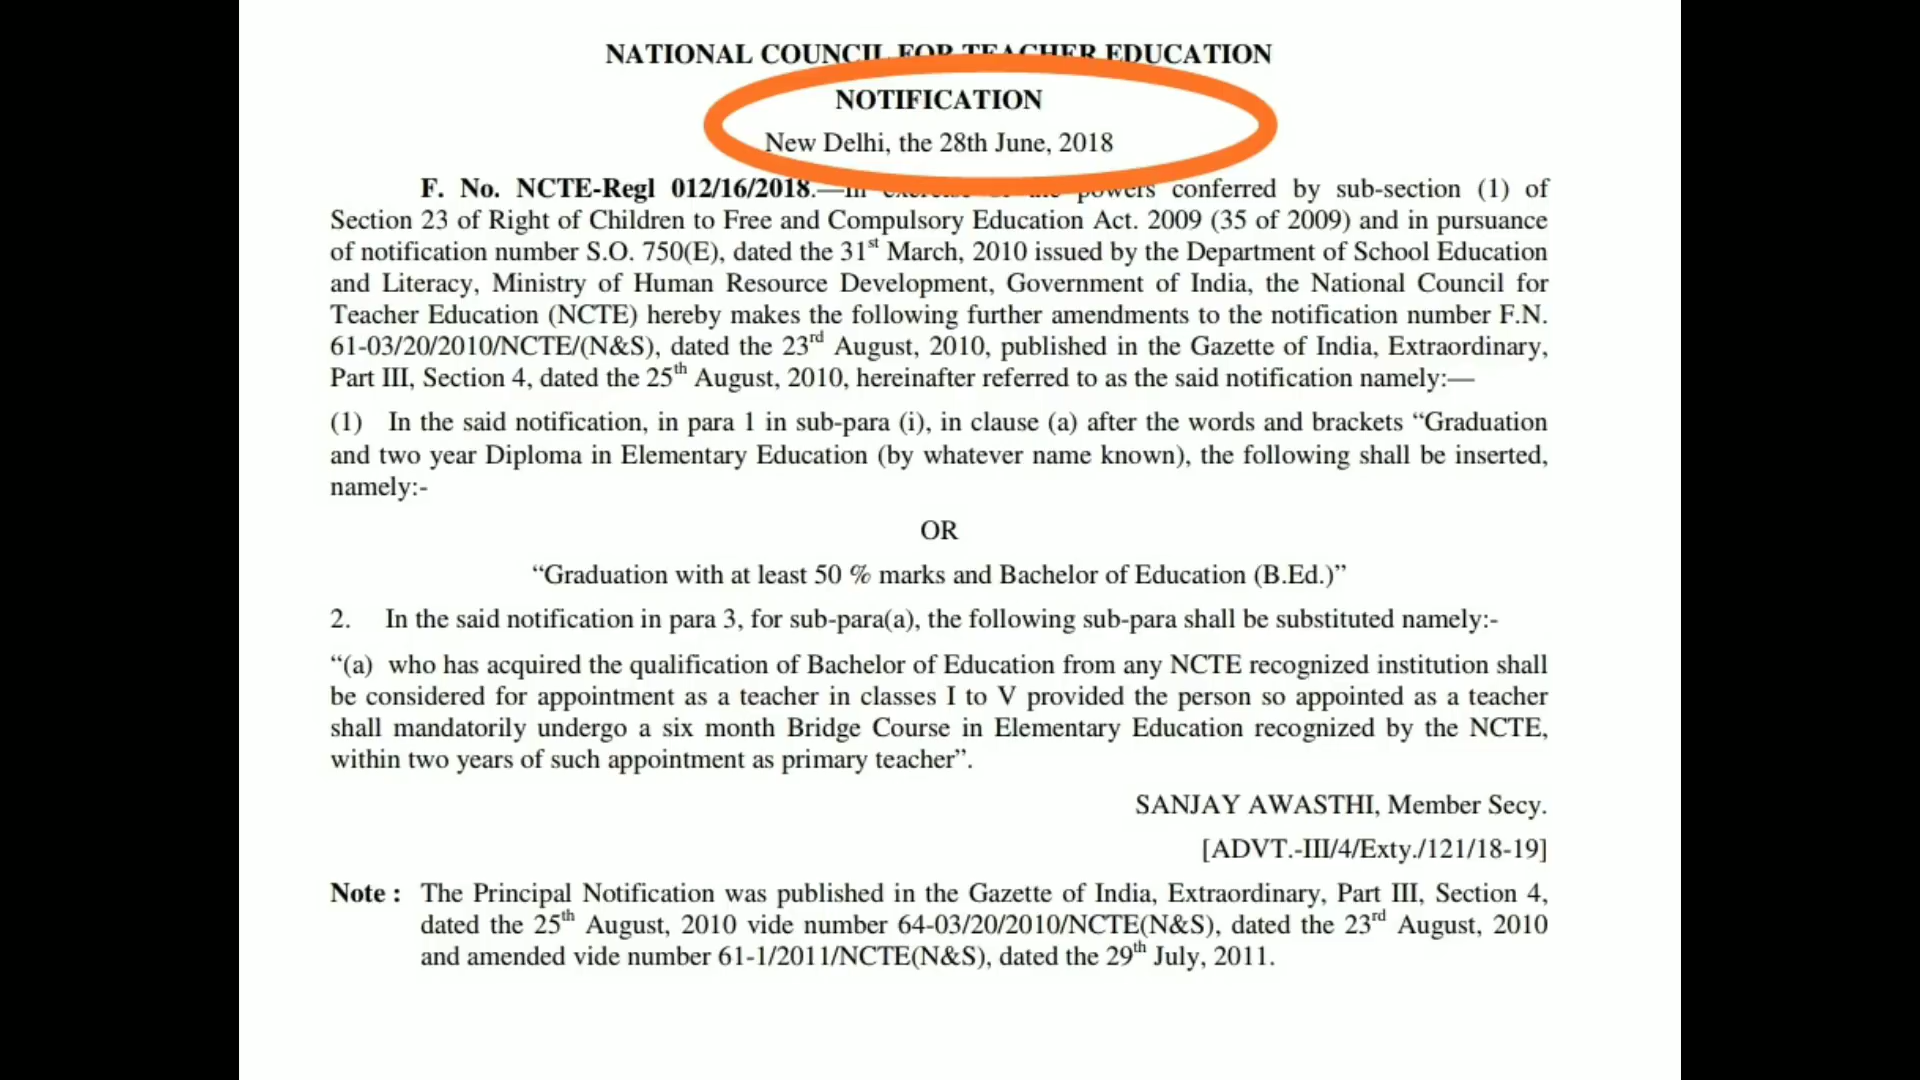 NATIONAL COUNCIL FOR TEACHER EDUCATION
NOTIFICATION
New Delhi, the 28th June, 2018
F. No. NCTE-Regl 012/16/2018.—In exercise of the powers conferred by sub-section (1) of
Section 23 of Right of Children to Free and Compulsory Education Act. 2009 (35 of 2009) and in pursuance
of notification number S.O. 750(E), dated the 31st March, 2010 issued by the Department of School Education
and Literacy, Ministry of Human Resource Development, Government of India, the National Council for
Teacher Education (NCTE) hereby makes the following further amendments to the notification number F.N.
61-03/20/2010/NCTE/(N&S), dated the 23rd August, 2010, published in the Gazette of India, Extraordinary,
Part III, Section 4, dated the 25th August, 2010, hereinafter referred to as the said notification namely:—
(1) In the said notification, in para 1 in sub-para (i), in clause (a) after the words and brackets “Graduation
and two year Diploma in Elementary Education (by whatever name known), the following shall be inserted,
namely:-
OR
“Graduation with at least 50 % marks and Bachelor of Education (B.Ed.)”
2. In the said notification in para 3, for sub-para(a), the following sub-para shall be substituted namely:-
“(a) who has acquired the qualification of Bachelor of Education from any NCTE recognized institution shall
be considered for appointment as a teacher in classes I to V provided the person so appointed as a teacher
shall mandatorily undergo a six month Bridge Course in Elementary Education recognized by the NCTE,
within two years of such appointment as primary teacher”.
SANJAY AWASTHI, Member Secy.
[ADVT.-III/4/Exty./121/18-19]
Note : The Principal Notification was published in the Gazette of India, Extraordinary, Part III, Section 4,
dated the 25th August, 2010 vide number 64-03/20/2010/NCTE(N&S), dated the 23rd August, 2010
and amended vide number 61-1/2011/NCTE(N&S), dated the 29th July, 2011.